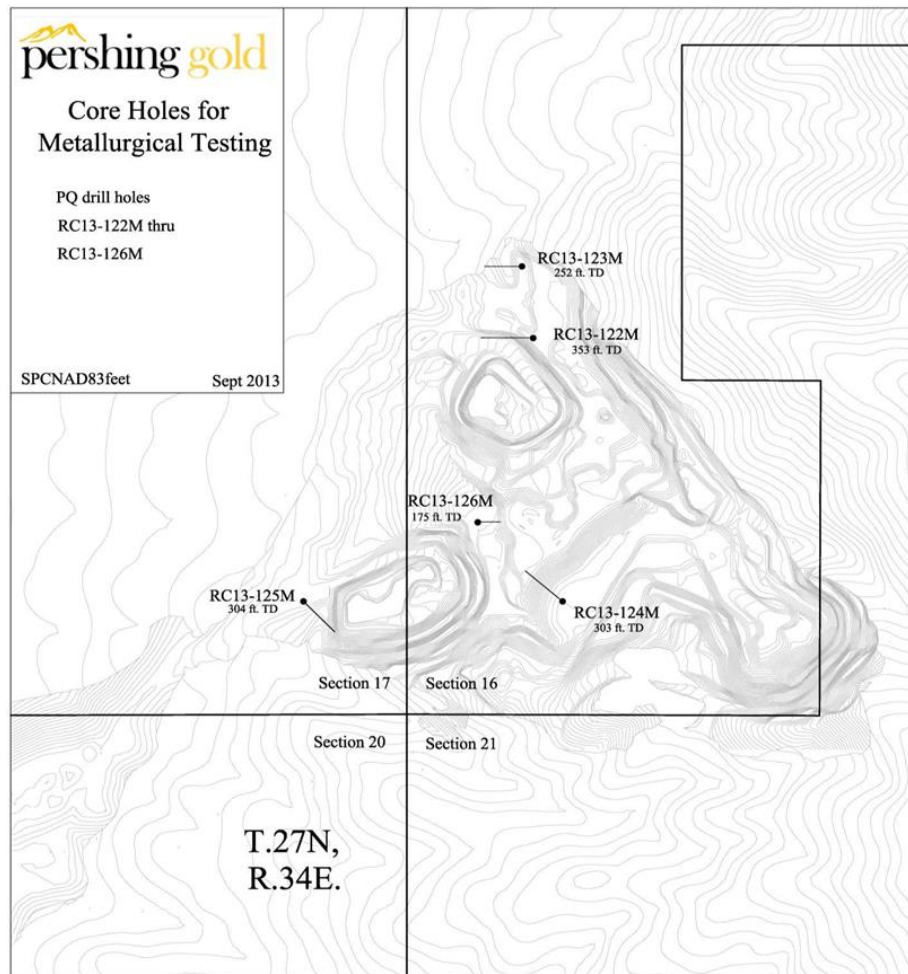 pershing gold
Core Holes for
Metallurgical Testing
PQ drill holes
RC13-122M thru
RC13-126M
SPCNAD83feet Sept 2013
RC13-123M
252 ft. TD
RC13-122M
353 ft. TD
RC13-126M
175 ft. TD
RC13-125M
304 ft. TD
RC13-124M
303 ft. TD
Section 17 Section 16
Section 20 Section 21
T.27N,
R.34E.